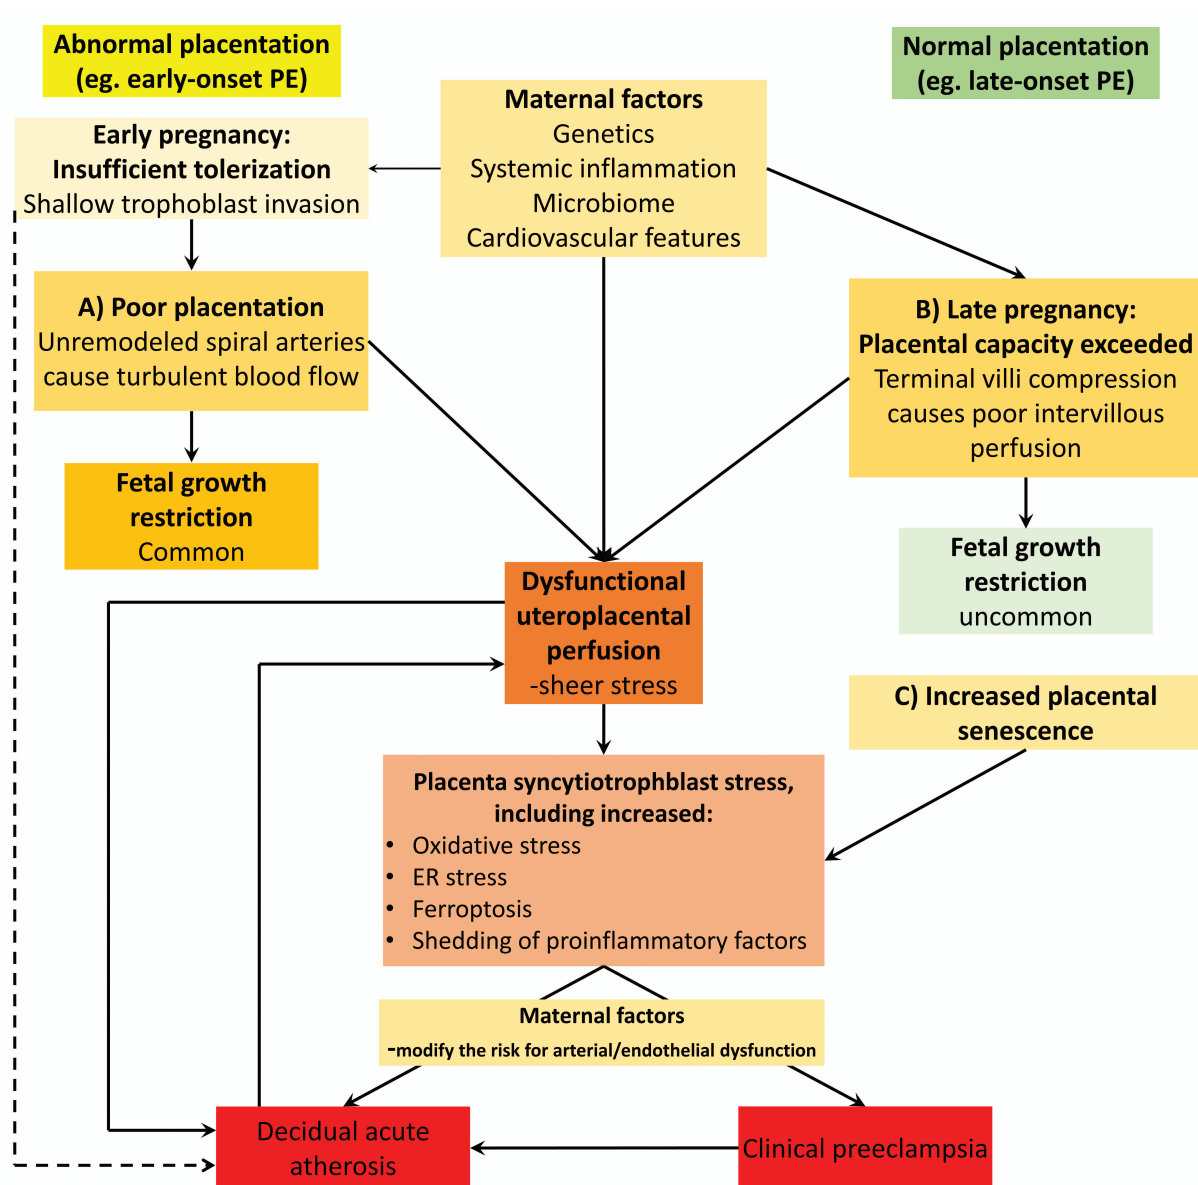 Abnormal placentation
(eg. early-onset PE)
Normal placentation
(eg. late-onset PE)
Maternal factors
Genetics
Systemic inflammation
Microbiome
Cardiovascular features
Early pregnancy:
Insufficient tolerization
Shallow trophoblast invasion
A) Poor placentation
Unremodeled spiral arteries
cause turbulent blood flow
B) Late pregnancy:
Placental capacity exceeded
Terminal villi compression
causes poor intervillous
perfusion
Fetal growth
restriction
Common
Fetal growth
restriction
uncommon
Dysfunctional
uteroplacental
perfusion
-sheer stress
C) Increased placental
senescence
Placenta syncytiotrophblast stress,
including increased:
• Oxidative stress
• ER stress
• Ferroptosis
• Shedding of proinflammatory factors
Maternal factors
-modify the risk for arterial/endothelial dysfunction
Decidual acute
atherosis
Clinical preeclampsia